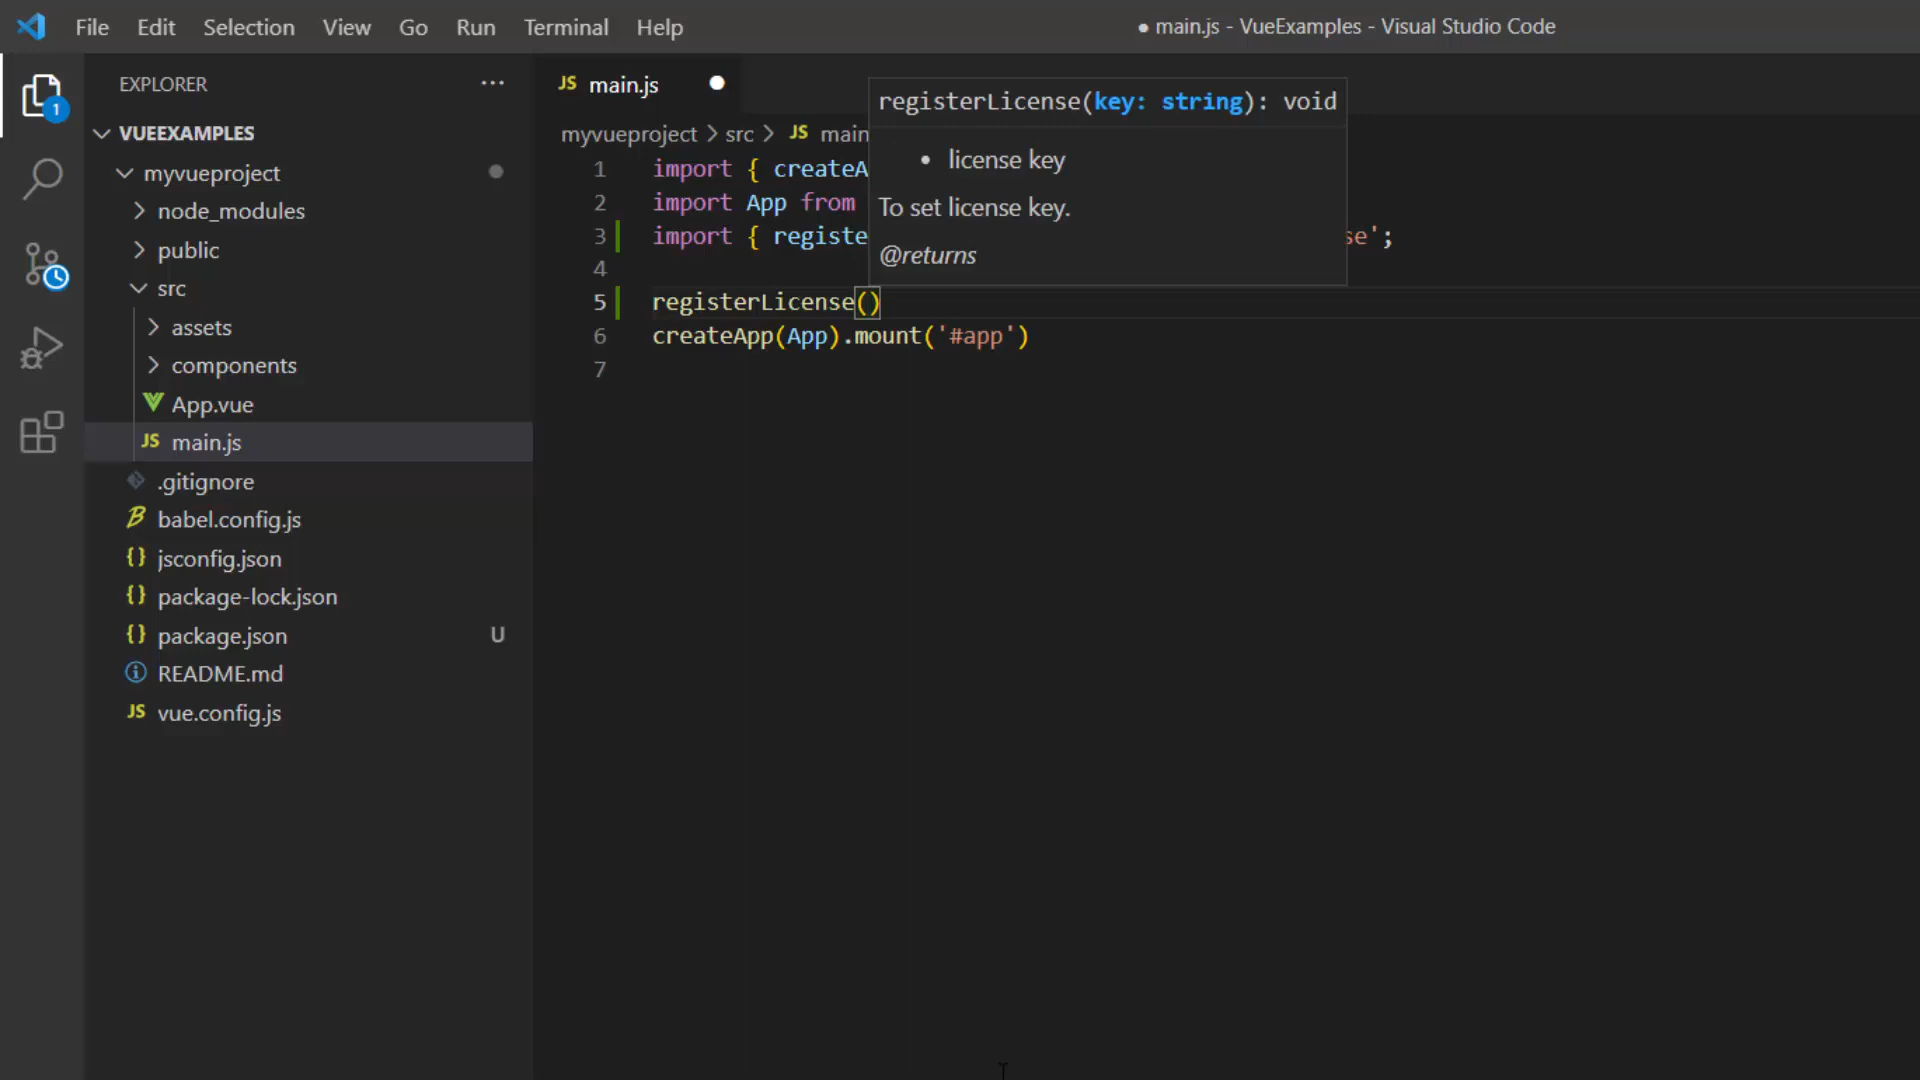 File Edit Selection View Go Run Terminal Help
● main.js - VueExamples - Visual Studio Code
EXPLORER ···
1
VUEEXAMPLES
myvueproject
node_modules
public
src
assets
components
App.vue
JS main.js
.gitignore
babel.config.js
{} jsconfig.json
{} package-lock.json
{} package.json U
README.md
JS vue.config.js
JS main.js
myvueproject > src > JS main
registerLicense(key: string): void
• license key
To set license key.
@returns
1 import { createA
2 import App from
3 import { registe se';
4
5 registerLicense()
6 createApp(App).mount('#app')
7